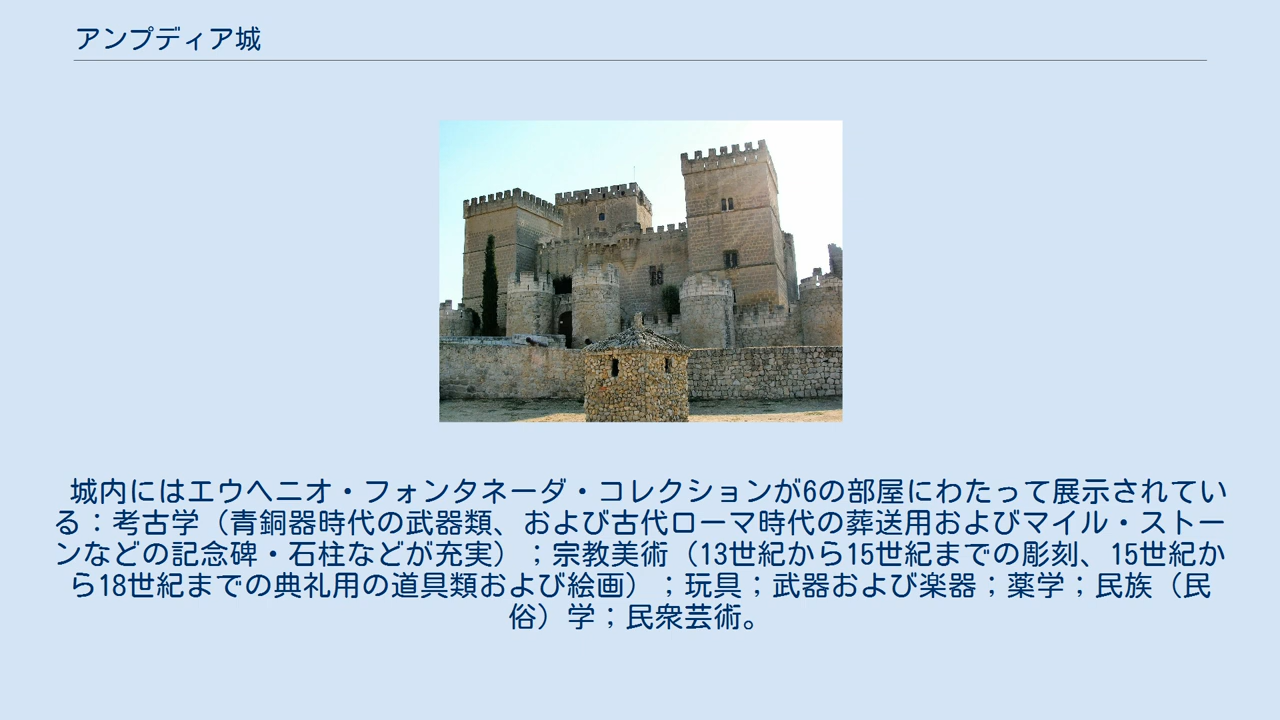 アンプディア城
城内にはエウヘニオ・フォンタネーダ・コレクションが6の部屋にわたって展示されてい
る：考古学（青銅器時代の武器類、および古代ローマ時代の葬送用およびマイル・ストー
ンなどの記念碑・石柱などが充実）；宗教美術（13世紀から15世紀までの彫刻、15世紀か
ら18世紀までの典礼用の道具類および絵画）；玩具；武器および楽器；薬学；民族（民
俗）学；民衆芸術。